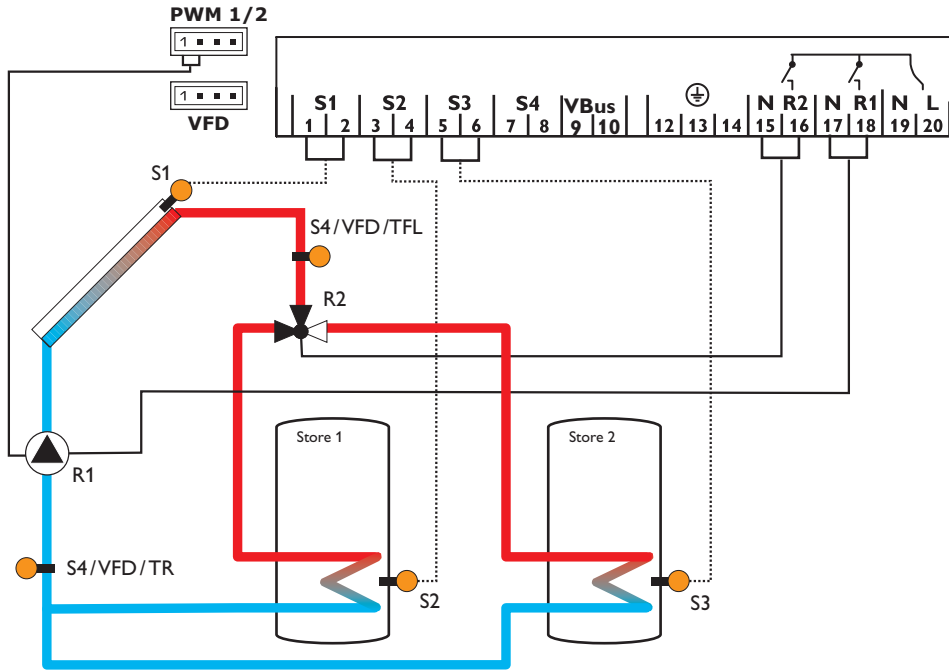 PWM 1/2
1
1
VFD
S1 S2 S3 S4 VBus N R2 N R1 N L
1 2 3 4 5 6 7 8 9 10 12 13 14 15 16 17 18 19 20
S1
S4/VFD/TFL
R2
Store 1
Store 2
R1
S4/VFD/TR
S2
S3